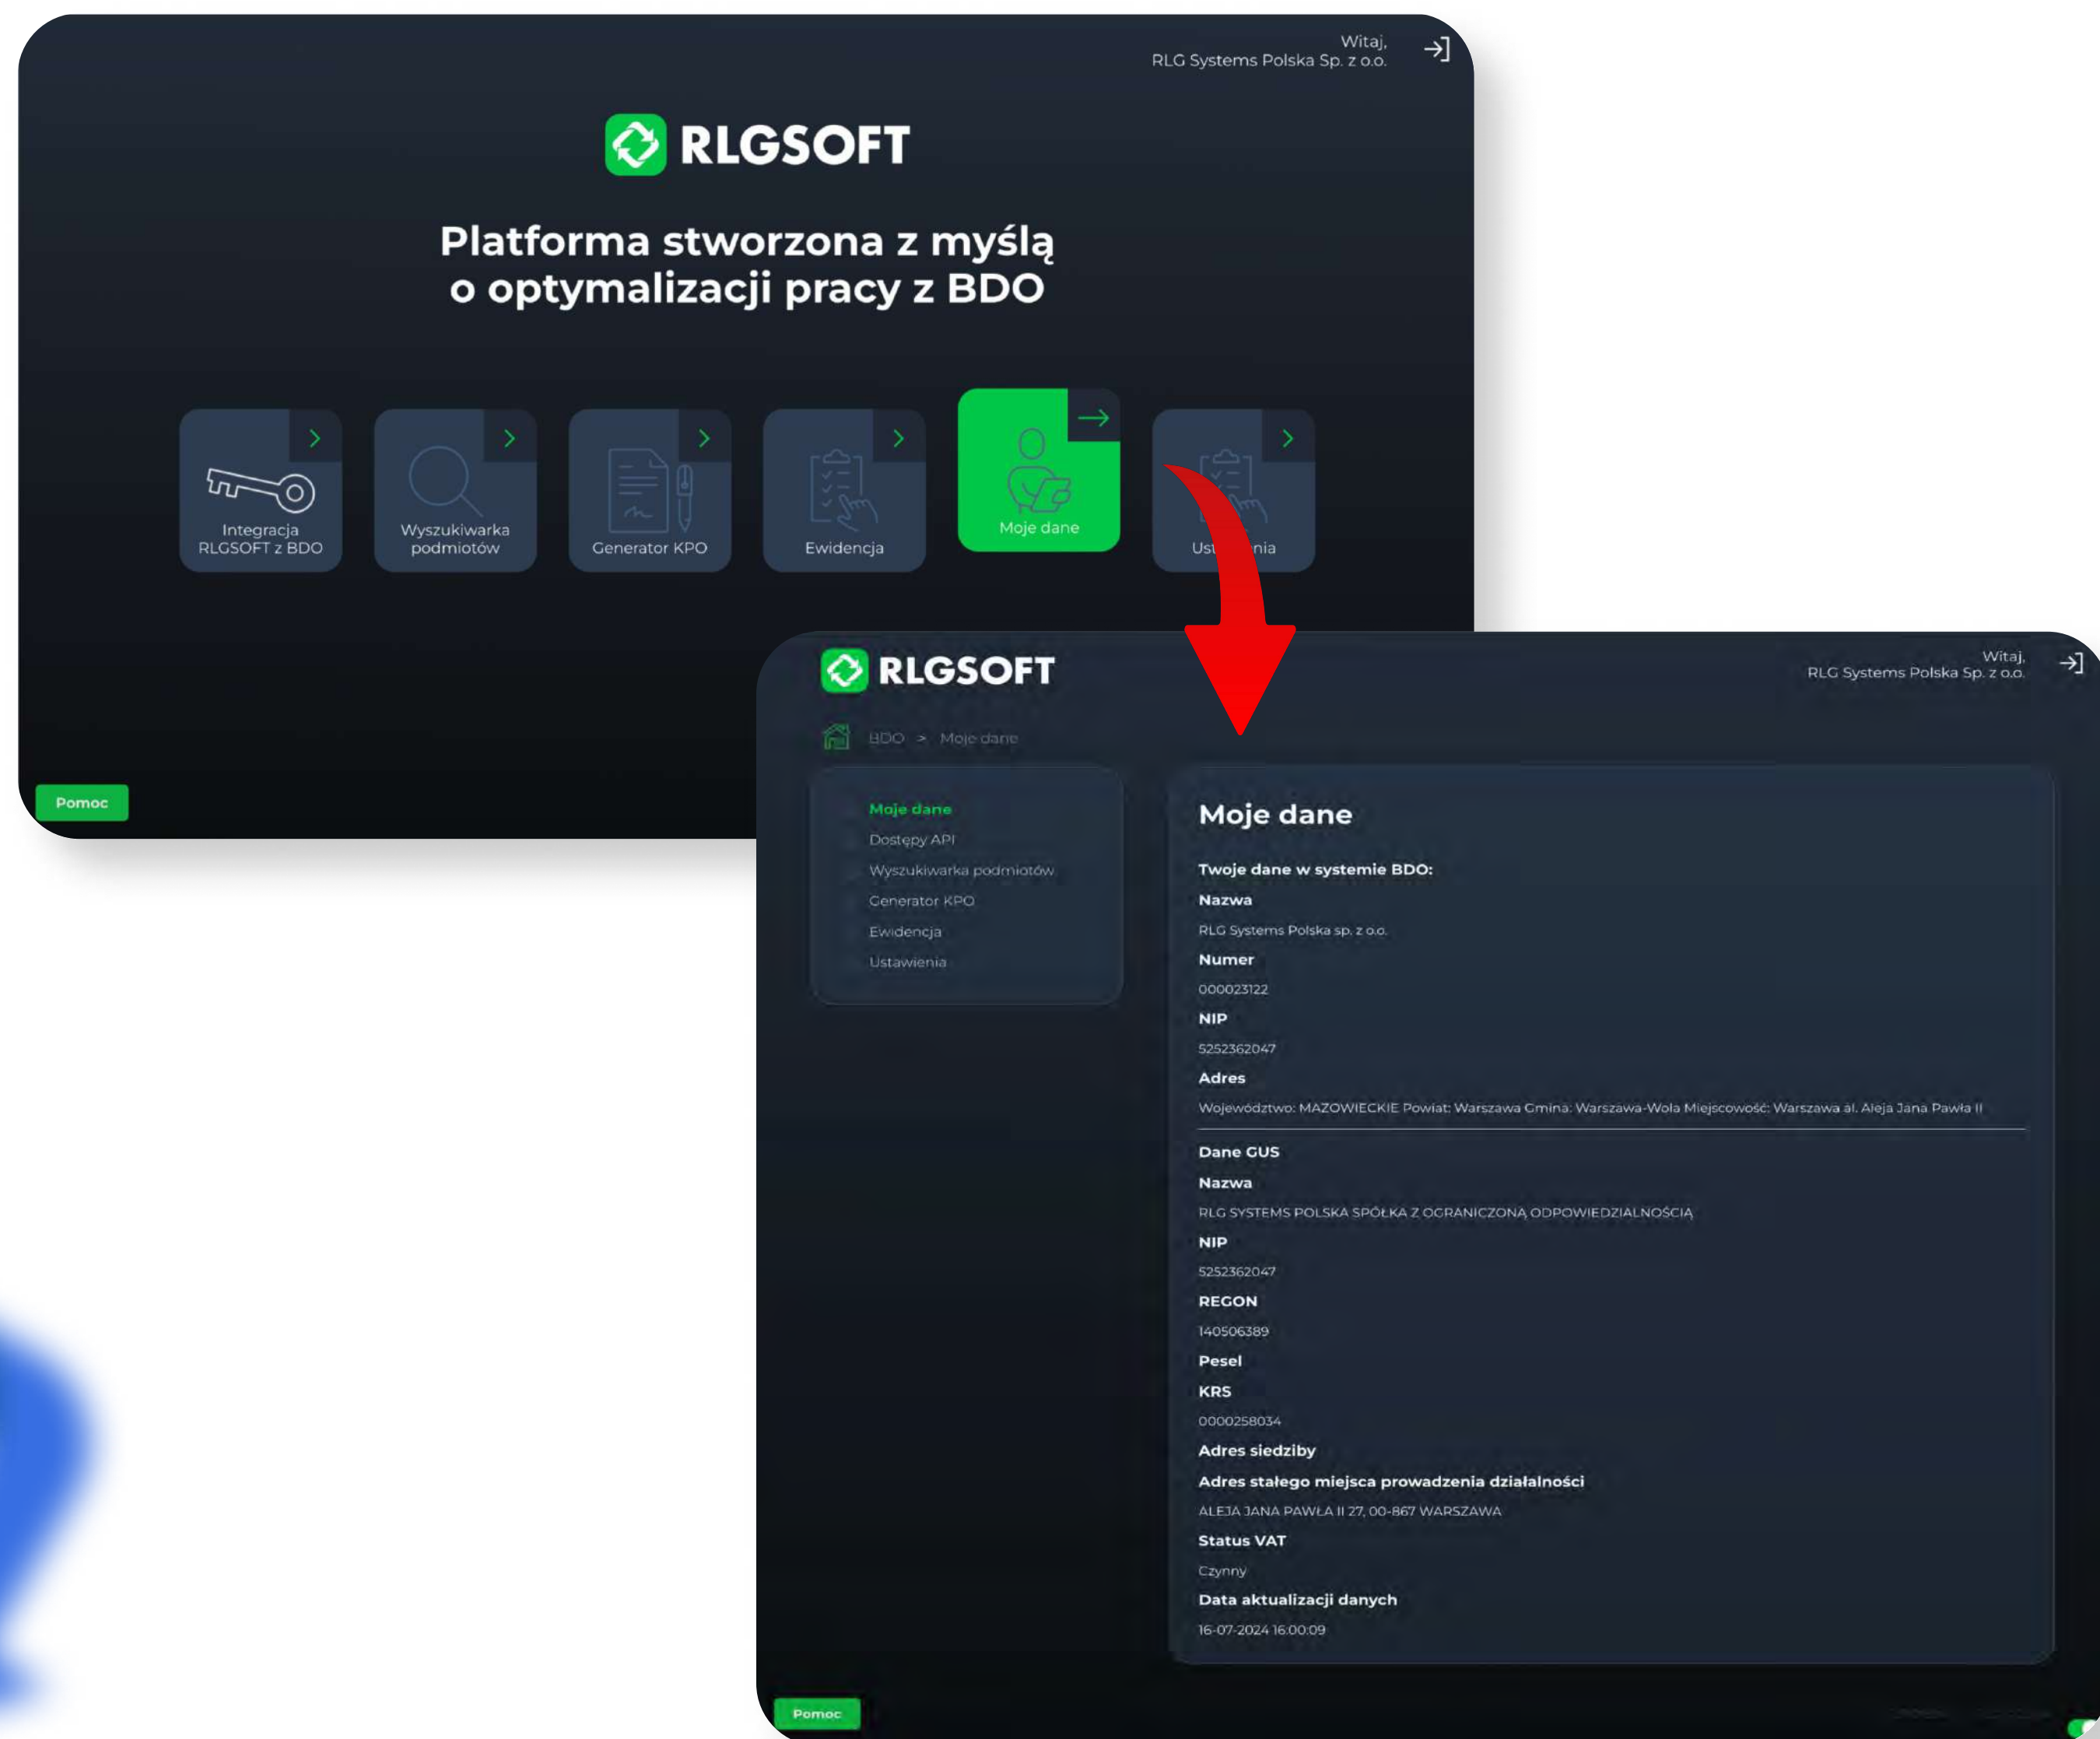 Witaj,
RLG Systems Polska Sp. z o.o.
RLGSOFT
Platforma stworzona z myślą
o optymalizacji pracy z BDO
Integracja
RLGSOFT z BDO
Wyszukiwarka
podmiotów
Generator KPO
Ewidencja
Moje dane
Pomoc
RLGSOFT
Witaj,
RLG Systems Polska Sp. z o.o.
BDO > Moje dane
Moje dane
Dostępy API
Wyszukiwarka podmiotów
Generator KPO
Ewidencja
Ustawienia
Moje dane
Twoje dane w systemie BDO:
Nazwa
RLG Systems Polska sp. z o.o.
Numer
000023122
NIP
5252362047
Adres
Województwo: MAZOWIECKIE Powiat: Warszawa Gmina: Warszawa-Wola Miejscowość: Warszawa al. Aleja Jana Pawła II
Dane GUS
Nazwa
RLG SYSTEMS POLSKA SPÓŁKA Z OGRANICZONĄ ODPOWIEDZIALNOŚCIĄ
NIP
5252362047
REGON
140506389
Pesel
KRS
0000258034
Adres siedziby
Adres stałego miejsca prowadzenia działalności
ALEJA JANA PAWŁA II 27, 00-867 WARSZAWA
Status VAT
Czynny
Data aktualizacji danych
16-07-2024 16:00:09
Pomoc